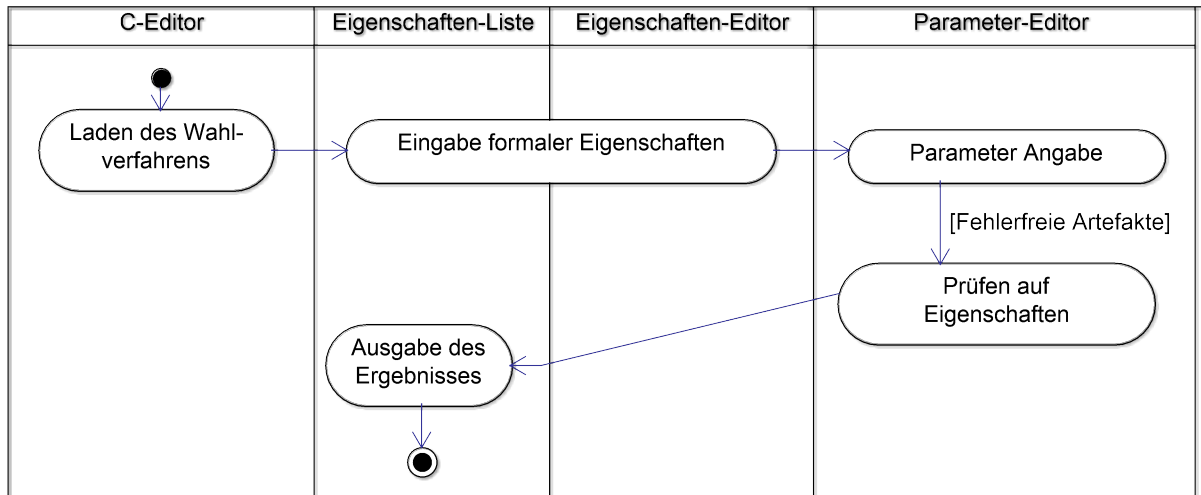 C-Editor
Eigenschaften-Liste
Eigenschaften-Editor
Parameter-Editor
Laden des Wahl-
verfahrens
Eingabe formaler Eigenschaften
Parameter Angabe
[Fehlerfreie Artefakte]
Prüfen auf
Eigenschaften
Ausgabe des
Ergebnisses